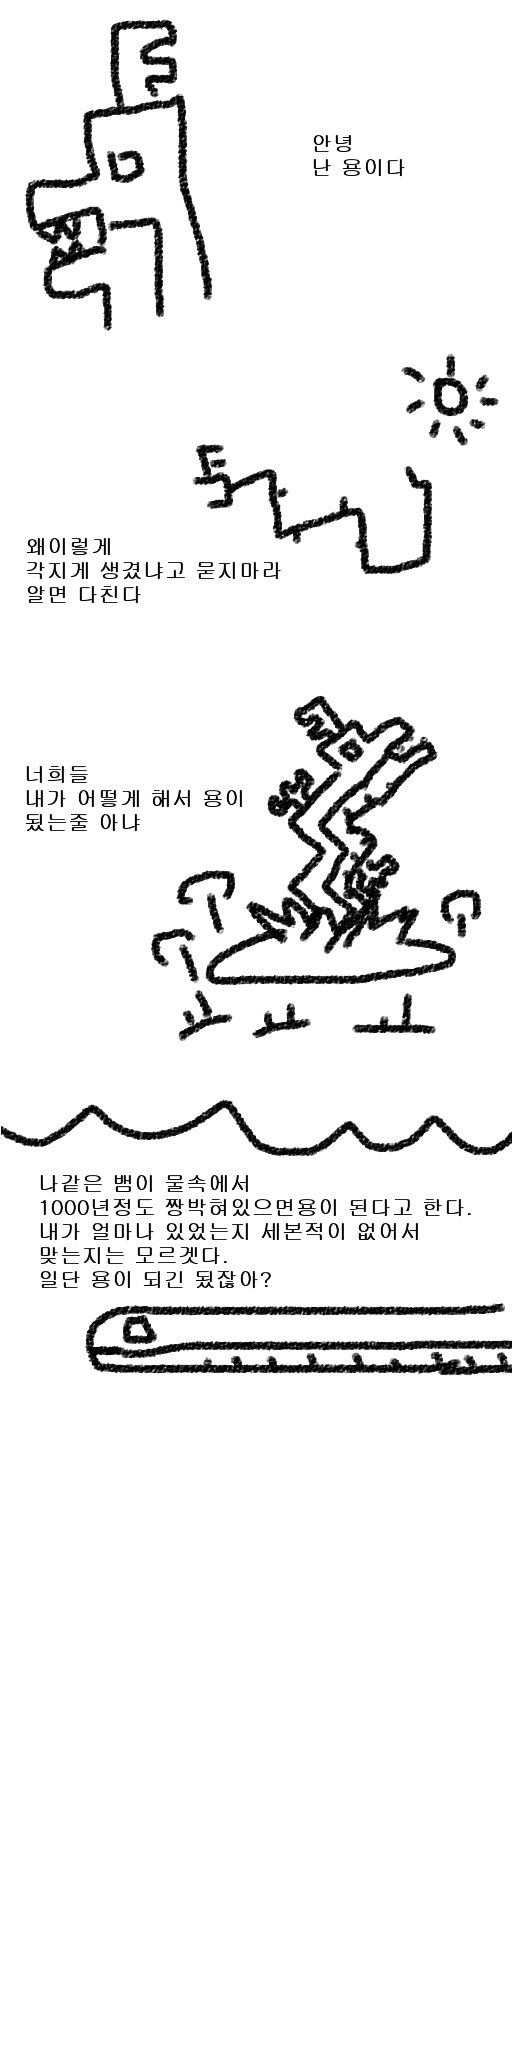 안녕
난 용이다
왜이렇게
각지게 생겼냐고 묻지마라
알면 다친다
너희들
내가 어떻게 해서 용이
됬는줄 아냐
나같은 뱀이 물속에서
1000년정도 짱박혀있으면용이 된다고 한다.
내가 얼마나 있었는지 세본적이 없어서
맞는지는 모르겟다.
일단 용이 되긴 됬잖아?